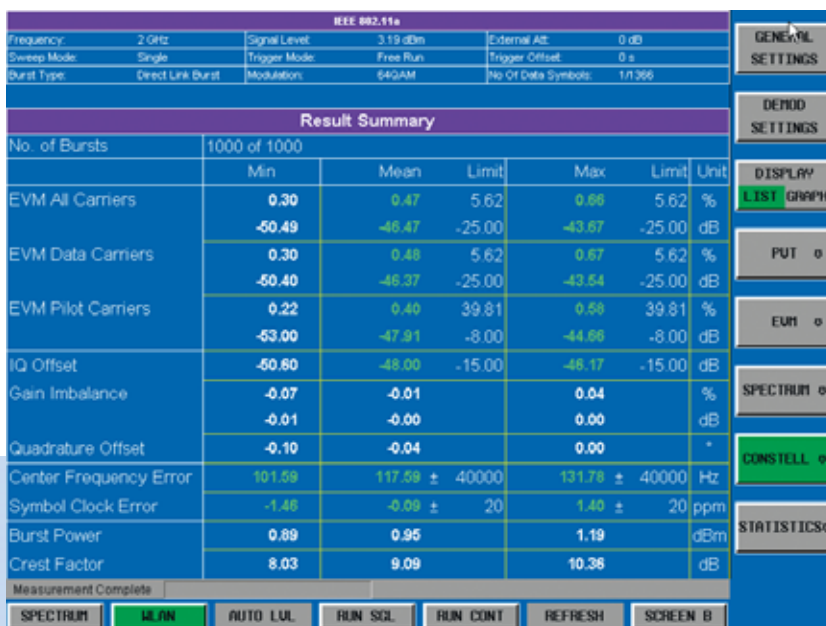 IEEE 802.11a
Frequency: 2 GHz Signal Level: 3.19 dBm External Att: 0 dB
Sweep Mode: Single Trigger Mode: Free Run Trigger Offset: 0 s
Burst Type: Direct Link Burst Modulation: 64QAM No Of Data Symbols: 1/1366
Result Summary
No. of Bursts 1000 of 1000
Min Mean Limit Max Limit Unit
EVM All Carriers 0.30 0.47 5.62 0.66 5.62 %
-50.49 -46.47 -25.00 -43.67 -25.00 dB
EVM Data Carriers 0.30 0.48 5.62 0.67 5.62 %
-50.40 -46.37 -25.00 -43.54 -25.00 dB
EVM Pilot Carriers 0.22 0.40 39.81 0.58 39.81 %
-53.00 -47.91 -8.00 -44.66 -8.00 dB
IQ Offset -50.60 -48.00 -15.00 -46.17 -15.00 dB
Gain Imbalance -0.07 -0.01 0.04 %
-0.01 -0.00 0.00 dB
Quadrature Offset -0.10 -0.04 0.00 °
Center Frequency Error 101.59 117.59 ± 40000 131.78 ± 40000 Hz
Symbol Clock Error -1.46 -0.09 ± 20 1.40 ± 20 ppm
Burst Power 0.89 0.95 1.19 dBm
Crest Factor 8.03 9.09 10.36 dB
Measurement Complete
SPECTRUM WLAN AUTO LVL RUN SGL RUN CONT REFRESH SCREEN B
GENERAL
SETTINGS
DEMOD
SETTINGS
DISPLAY
LIST GRAPH
PVT
EVM
SPECTRUM
CONSTELL
STATISTICS